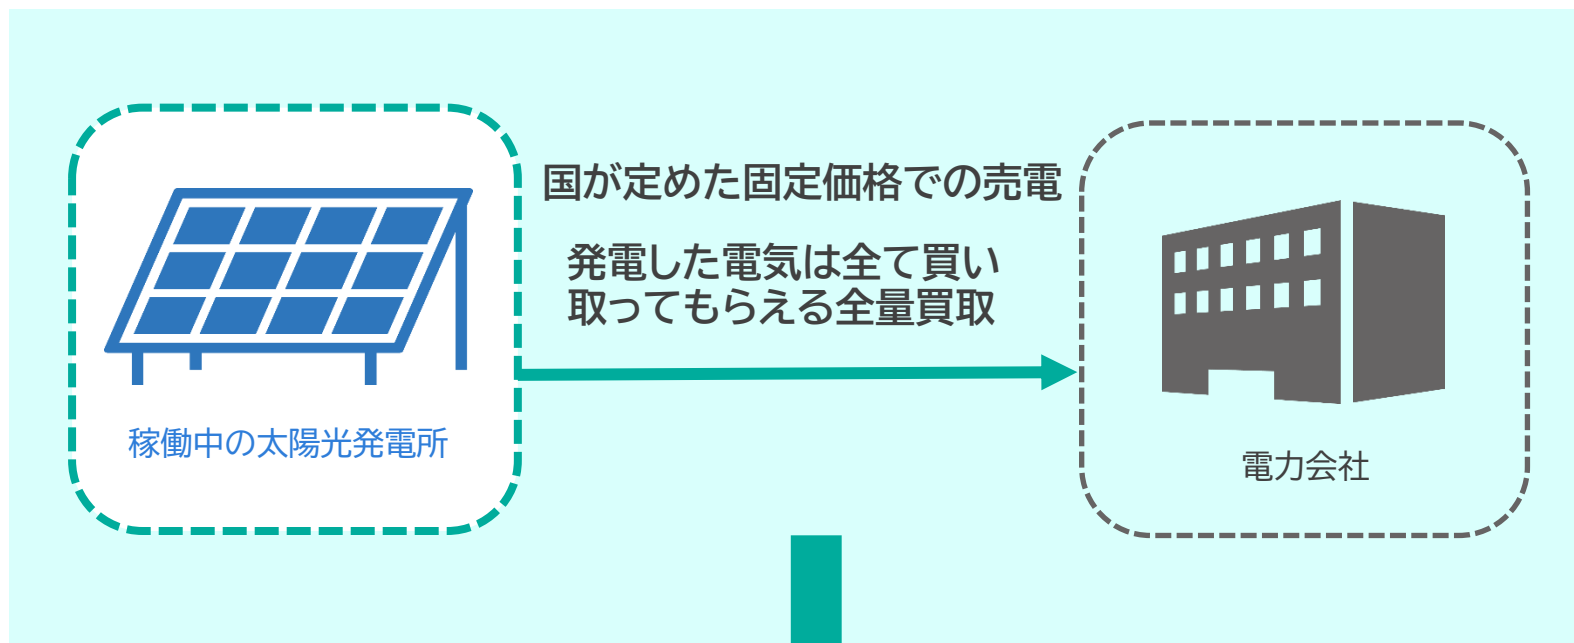 国が定めた固定価格での売電
発電した電気は全て買い
取ってもらえる全量買取
稼働中の太陽光発電所
電力会社